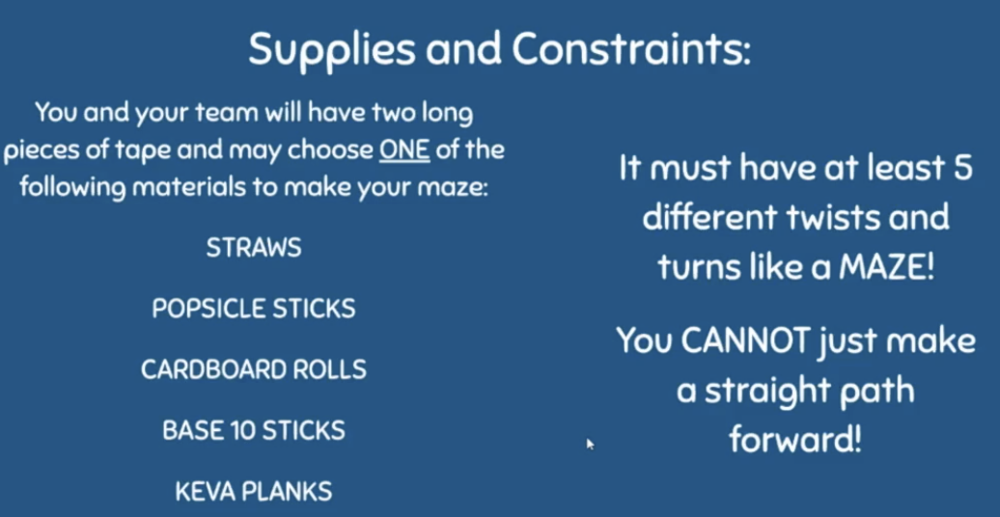 Supplies and Constraints:
You and your team will have two long
pieces of tape and may choose ONE of the
following materials to make your maze:
STRAWS
POPSICLE STICKS
CARDBOARD ROLLS
BASE 10 STICKS
KEVA PLANKS
It must have at least 5
different twists and
turns like a MAZE!
You CANNOT just make
a straight path
forward!